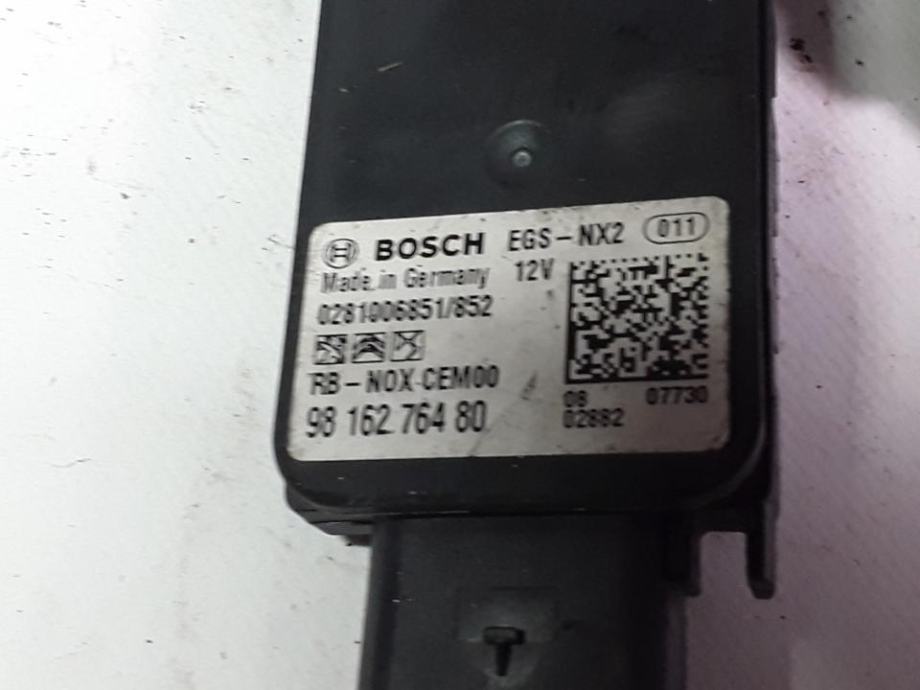 BOSCH EGS-NX2 011
Made in Germany 12V
0281006851/852
RB-NOX-CEM00
98 162 764 80
08 07730
02882